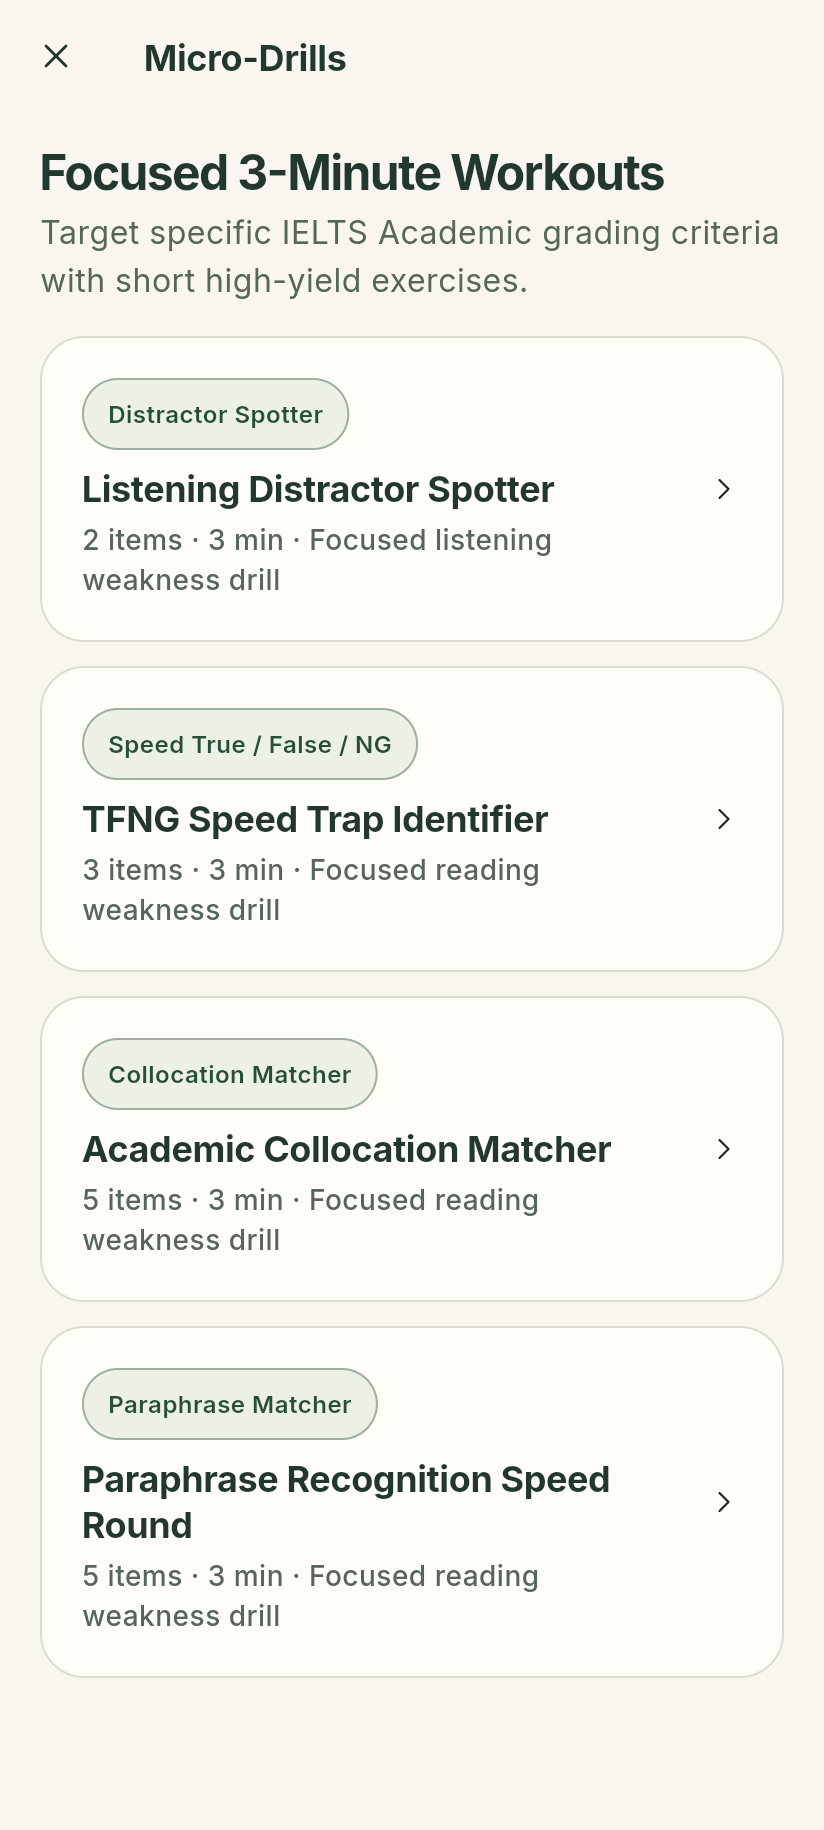 Micro-Drills
Focused 3-Minute Workouts
Target specific IELTS Academic grading criteria
with short high-yield exercises.
Distractor Spotter
Listening Distractor Spotter
2 items · 3 min · Focused listening
weakness drill
Speed True / False / NG
TFNG Speed Trap Identifier
3 items · 3 min · Focused reading
weakness drill
Collocation Matcher
Academic Collocation Matcher
5 items · 3 min · Focused reading
weakness drill
Paraphrase Matcher
Paraphrase Recognition Speed
Round
5 items · 3 min · Focused reading
weakness drill